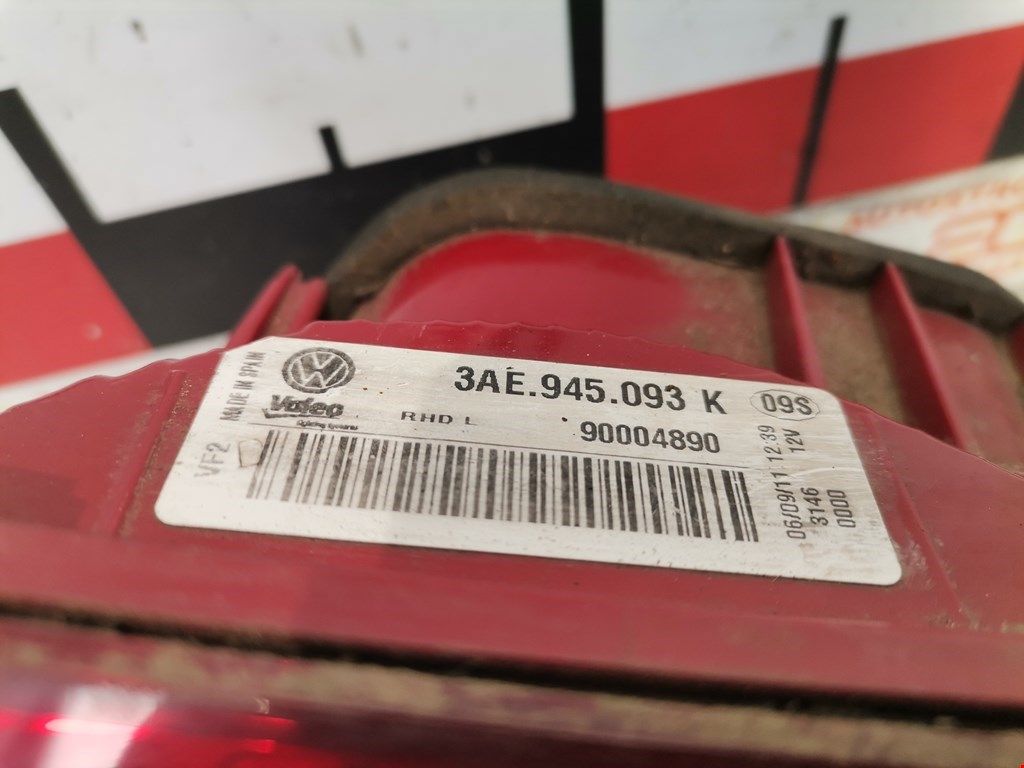 MADE IN SPAIN
VW
3AE.945.093 K
09S
Valeo
RHD L
90004890
VF2
D
06/09/11 12:39
3146 12V
0000